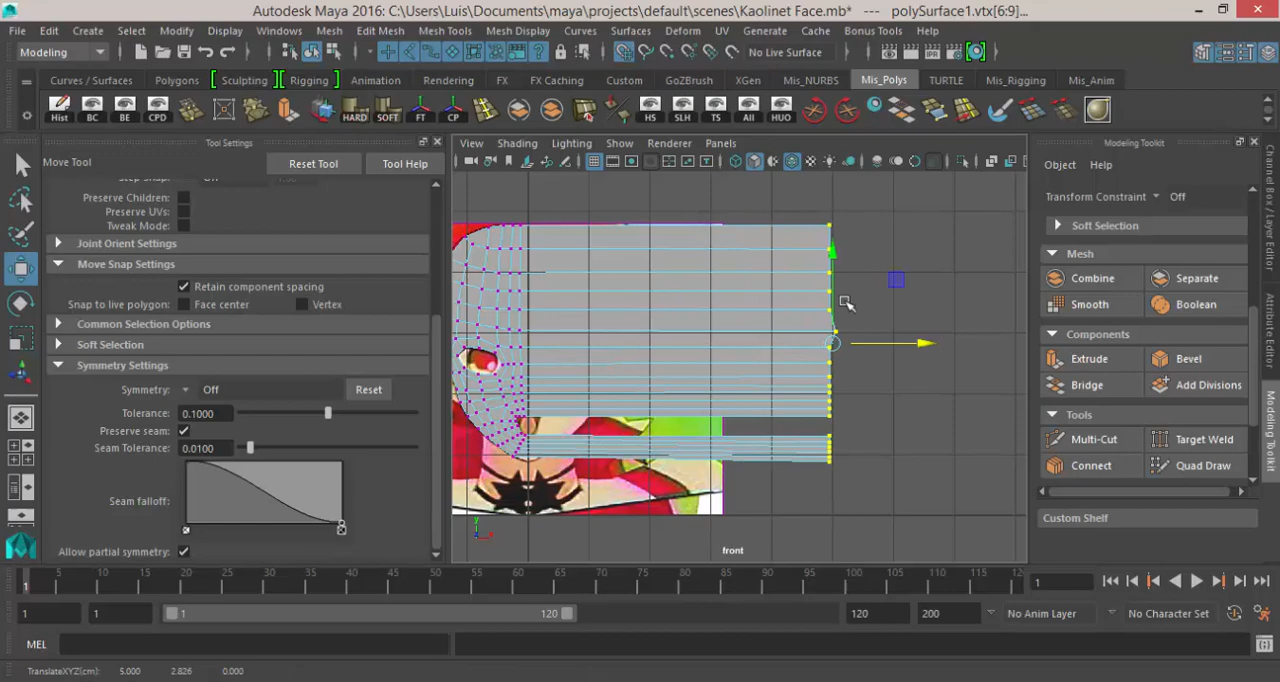 Autodesk Maya 2016: C:\Users\Luis\Documents\maya\projects\default\scenes\Kaolinet Face.mb* --- polySurface1.vtx[6:9]...
File Edit Create Select Modify Display Windows Mesh Edit Mesh Mesh Tools Mesh Display Curves Surfaces Deform UV Generate Cache Bonus Tools Help
Modeling No Live Surface
Curves / Surfaces Polygons Sculpting Rigging Animation Rendering FX FX Caching Custom GoZBrush XGen Mis_NURBS Mis_Polys TURTLE Mis_Rigging Mis_Anim
Hist BC BE CPD HARD SOFT FT CP HS SLH TS All HUO
Tool Settings
Move Tool Reset Tool Tool Help
Preserve Children:
Preserve UVs:
Tweak Mode:
Joint Orient Settings
Move Snap Settings
Retain component spacing
Snap to live polygon: Face center Vertex
Common Selection Options
Soft Selection
Symmetry Settings
Symmetry: Off Reset
Tolerance: 0.1000
Preserve seam:
Seam Tolerance: 0.0100
Seam falloff:
Allow partial symmetry:
View Shading Lighting Show Renderer Panels
y
x
front
Modeling Toolkit
Object Help
Transform Constraint Off
Soft Selection
Mesh
Combine Separate
Smooth Boolean
Components
Extrude Bevel
Bridge Add Divisions
Tools
Multi-Cut Target Weld
Connect Quad Draw
Custom Shelf
Channel Box / Layer Editor
Attribute Editor
Modeling Toolkit
5 10 15 20 25 30 35 40 45 50 55 60 65 70 75 80 85 90 95 100 105 110 115 12
1
1
1 1 1 120 120 200 No Anim Layer No Character Set
MEL
TranslateXYZ(cm): 5.000 2.826 0.000